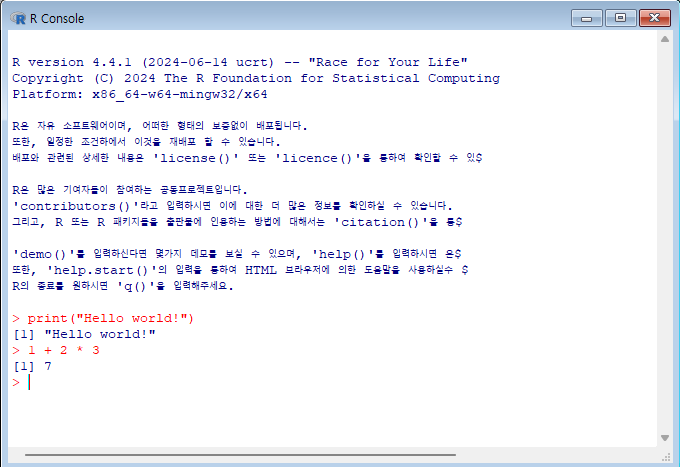 R Console
R version 4.4.1 (2024-06-14 ucrt) -- "Race for Your Life"
Copyright (C) 2024 The R Foundation for Statistical Computing
Platform: x86_64-w64-mingw32/x64
R은 자유 소프트웨어이며, 어떠한 형태의 보증없이 배포됩니다.
또한, 일정한 조건하에서 이것을 재배포 할 수 있습니다.
배포와 관련된 상세한 내용은 'license()' 또는 'licence()'을 통하여 확인할 수 있$
R은 많은 기여자들이 참여하는 공동프로젝트입니다.
'contributors()'라고 입력하시면 이에 대한 더 많은 정보를 확인하실 수 있습니다.
그리고, R 또는 R 패키지들을 출판물에 인용하는 방법에 대해서는 'citation()'을 통$
'demo()'를 입력하신다면 몇가지 데모를 보실 수 있으며, 'help()'를 입력하시면 온$
또한, 'help.start()'의 입력을 통하여 HTML 브라우저에 의한 도움말을 사용하실수 $
R의 종료를 원하시면 'q()'을 입력해주세요.
> print("Hello world!")
[1] "Hello world!"
> 1 + 2 * 3
[1] 7
>